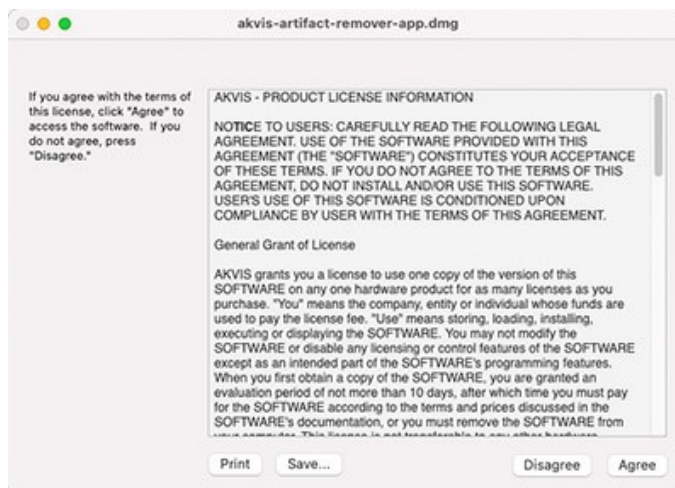 akvis-artifact-remover-app.dmg
If you agree with the terms of
this license, click "Agree" to
access the software. If you
do not agree, press
"Disagree."
AKVIS - PRODUCT LICENSE INFORMATION
NOTICE TO USERS: CAREFULLY READ THE FOLLOWING LEGAL
AGREEMENT. USE OF THE SOFTWARE PROVIDED WITH THIS
AGREEMENT (THE "SOFTWARE") CONSTITUTES YOUR ACCEPTANCE
OF THESE TERMS. IF YOU DO NOT AGREE TO THE TERMS OF THIS
AGREEMENT, DO NOT INSTALL AND/OR USE THIS SOFTWARE.
USER'S USE OF THIS SOFTWARE IS CONDITIONED UPON
COMPLIANCE BY USER WITH THE TERMS OF THIS AGREEMENT.
General Grant of License
AKVIS grants you a license to use one copy of the version of this
SOFTWARE on any one hardware product for as many licenses as you
purchase. "You" means the company, entity or individual whose funds are
used to pay the license fee. "Use" means storing, loading, installing,
executing or displaying the SOFTWARE. You may not modify the
SOFTWARE or disable any licensing or control features of the SOFTWARE
except as an intended part of the SOFTWARE's programming features.
When you first obtain a copy of the SOFTWARE, you are granted an
evaluation period of not more than 10 days, after which time you must pay
for the SOFTWARE according to the terms and prices discussed in the
SOFTWARE's documentation, or you must remove the SOFTWARE from
your computer. This license is not transferable to any other hardware
Print Save... Disagree Agree